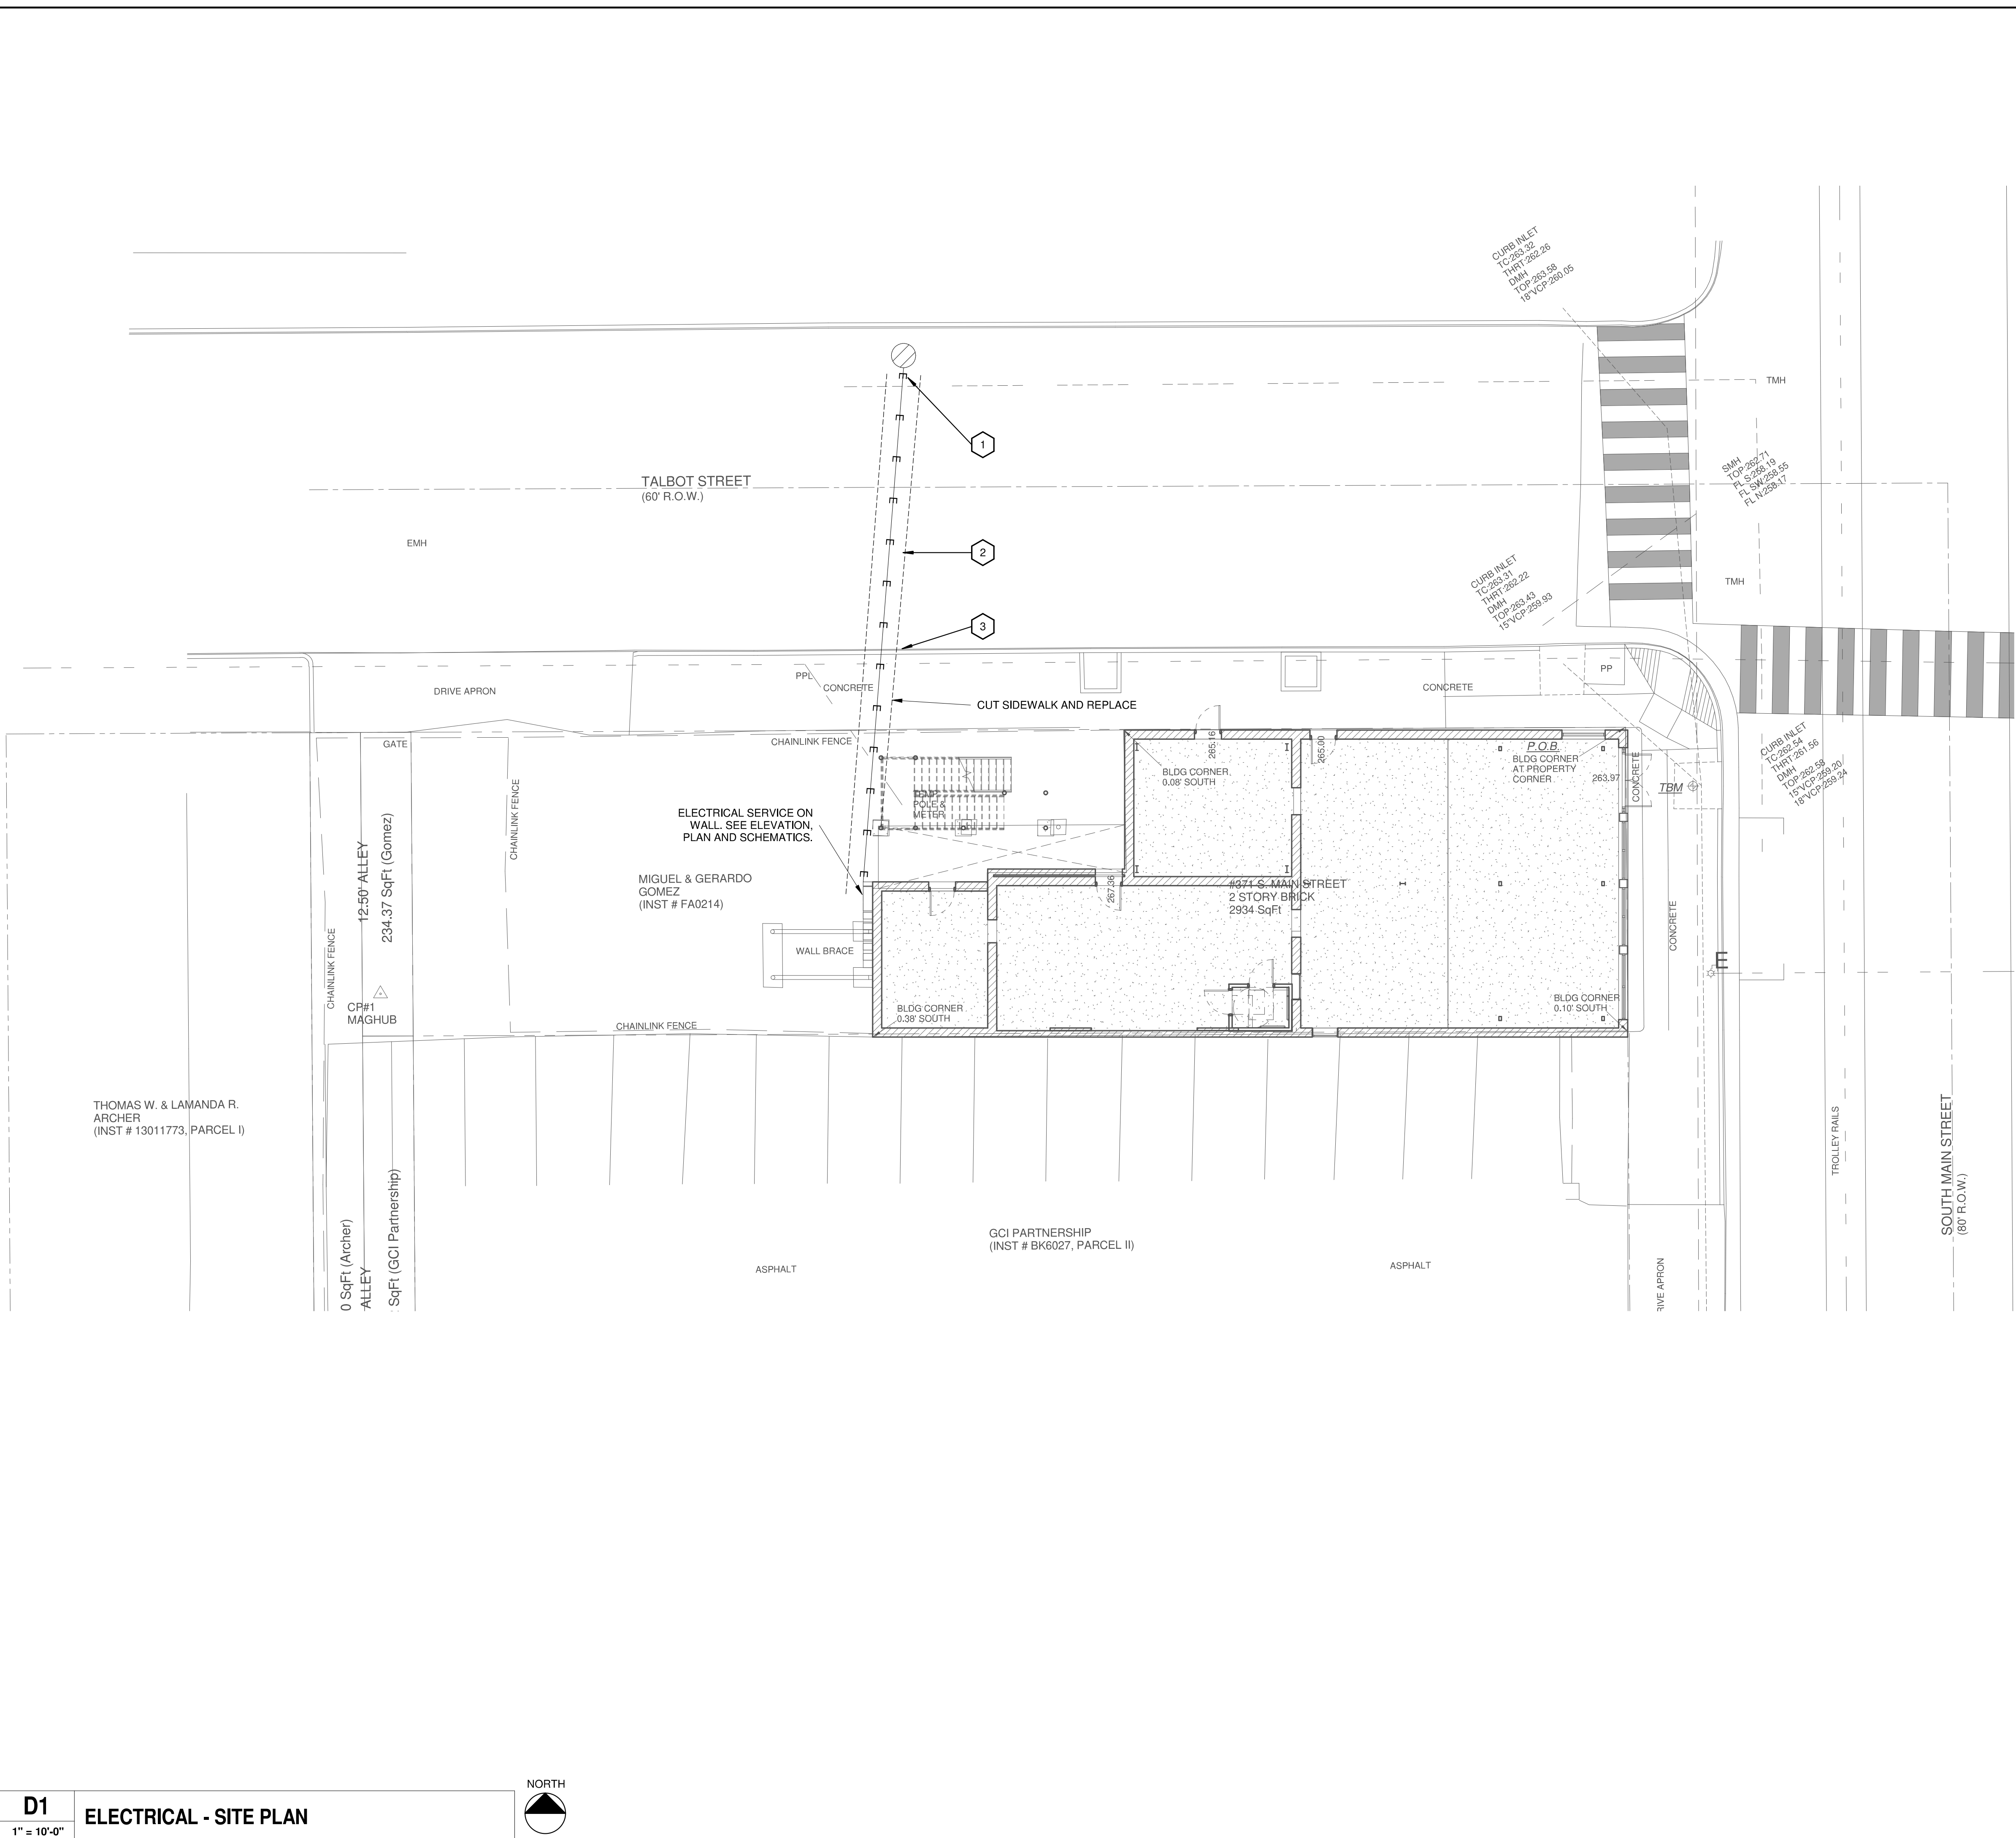 CURB INLET
TC:263.32
THRT:262.26
DMH
TOP:263.58
18"VCP:260.05
E
TMH
1
SMH
TOP:262.71
FL S:258.19
FL SW:258.55
FL N:258.17
TALBOT STREET
(60' R.O.W.)
EMH
2
CURB INLET
TC:263.31
THRT:262.22
DMH
TOP:263.43
15"VCP:259.93
TMH
3
E
E
E
E
E
E
E
E
E
E
E
E
PPL
CONCRETE
DRIVE APRON
CONCRETE
PP
CUT SIDEWALK AND REPLACE
GATE
CHAINLINK FENCE
265.16
265.00
P.O.B.
BLDG CORNER
AT PROPERTY
CORNER
263.97
CONCRETE
TBM
CURB INLET
TC:262.54
THRT:261.56
DMH
TOP:262.58
15"VCP:259.20
18"VCP:259.24
BLDG CORNER
0.08' SOUTH
CHAINLINK FENCE
TEMP
POLE &
METER
ELECTRICAL SERVICE ON
WALL. SEE ELEVATION,
PLAN AND SCHEMATICS.
12.50' ALLEY
234.37 SqFt (Gomez)
MIGUEL & GERARDO
GOMEZ
(INST # FA0214)
267.36
#371 S. MAIN STREET
2 STORY BRICK
2934 SqFt
CONCRETE
CHAINLINK FENCE
WALL BRACE
E
CP#1
MAGHUB
BLDG CORNER
0.38' SOUTH
BLDG CORNER
0.10' SOUTH
CHAINLINK FENCE
THOMAS W. & LAMANDA R.
ARCHER
(INST # 13011773, PARCEL I)
TROLLEY RAILS
SOUTH MAIN STREET
(80' R.O.W.)
0 SqFt (Archer)
ALLEY
SqFt (GCI Partnership)
GCI PARTNERSHIP
(INST # BK6027, PARCEL II)
ASPHALT
ASPHALT
RIVE APRON
NORTH
D1
ELECTRICAL - SITE PLAN
1" = 10'-0"